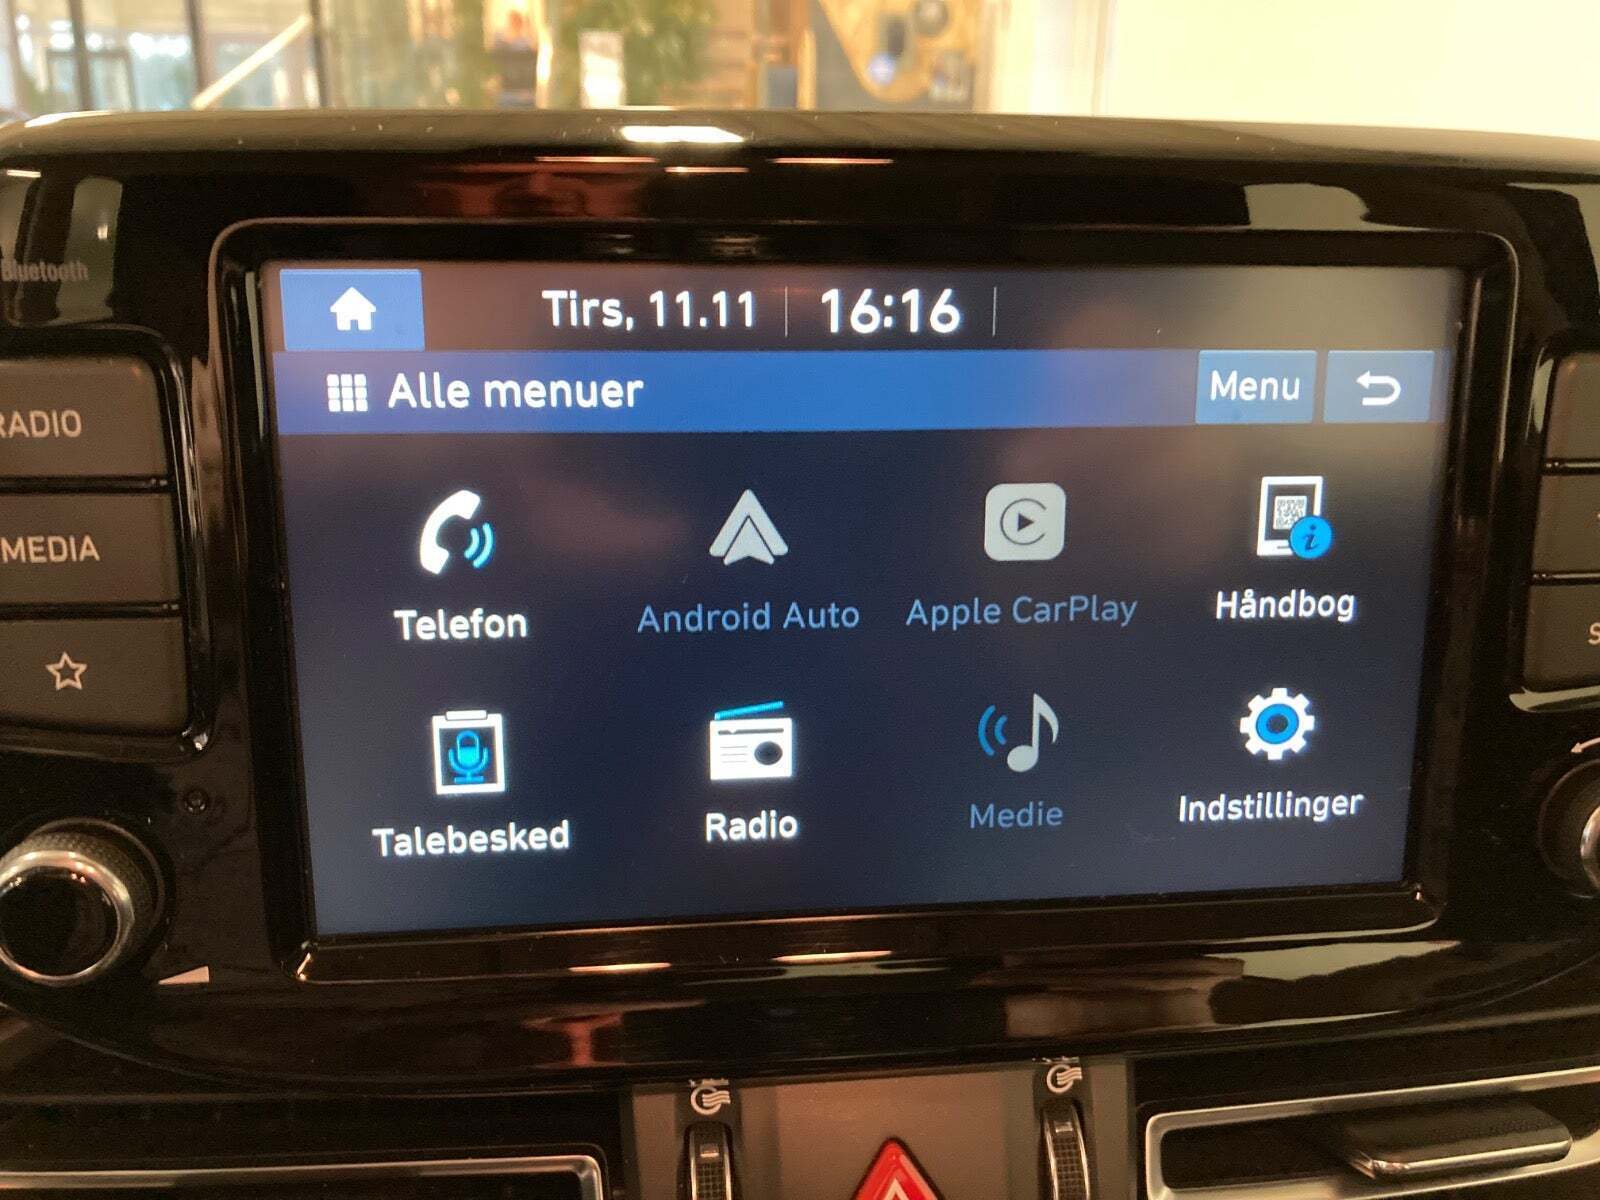 Bluetooth
Tirs, 11.11 16:16
Alle menuer
Menu
RADIO
MEDIA
Telefon
Android Auto
Apple CarPlay
Håndbog
Talebesked
Radio
Medie
Indstillinger